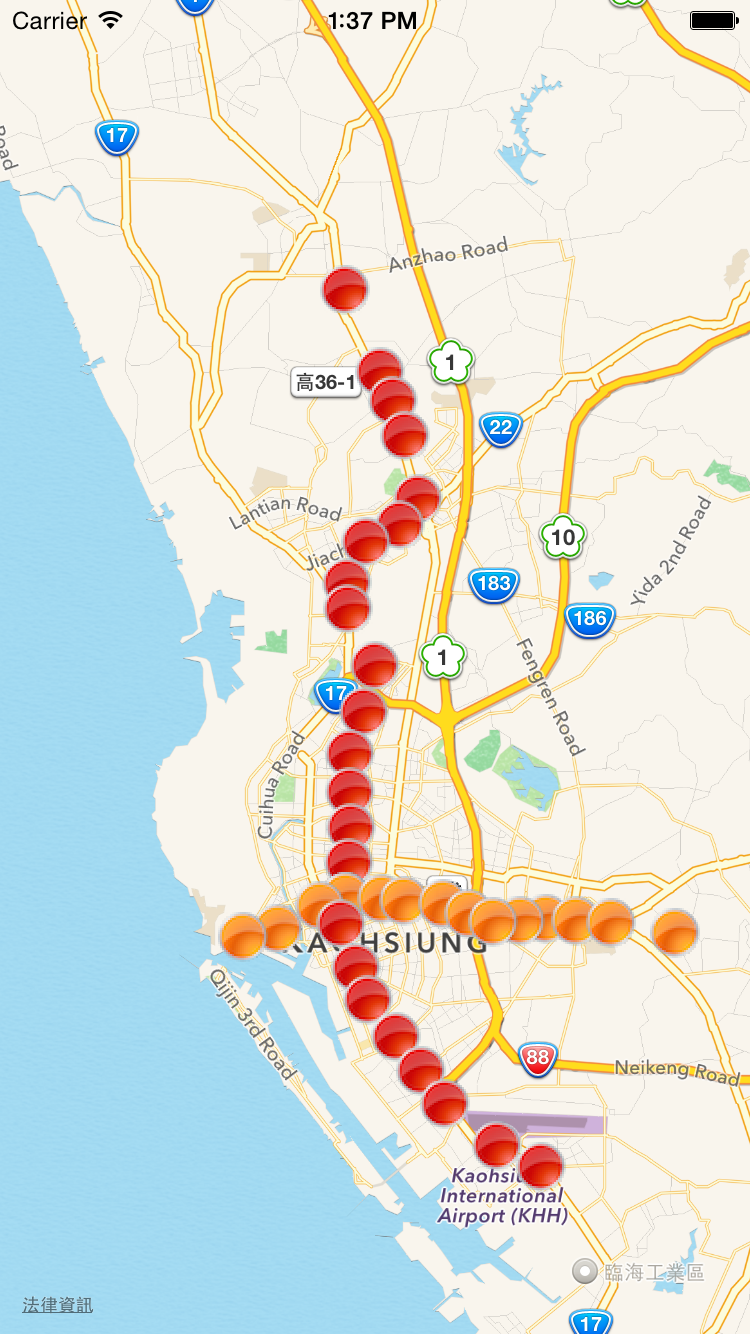 Carrier 1:37 PM
1
17
Road
Anzhao Road
1
高36-1
22
Lantian Road
10
Yida 2nd Road
Jiach
183
186
1
Fengren Road
17
Cuihua Road
KAOHSIUNG
Qijin 3rd Road
88
Neikeng Road
Kaohsiu
International
Airport (KHH)
臨海工業區
法律資訊
17